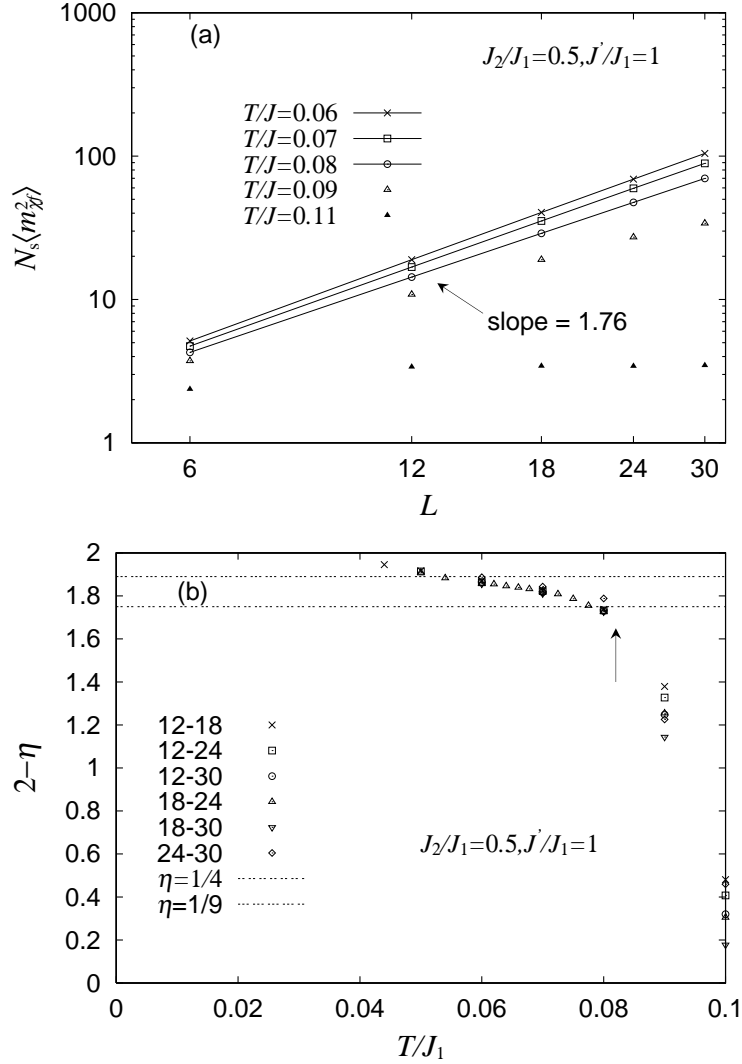 (a)
J₂/J₁=0.5,J'/J₁=1
T/J=0.06
T/J=0.07
T/J=0.08
T/J=0.09
T/J=0.11
slope = 1.76
1000
100
10
1
Nₛ⟨m²χf⟩
6 12 18 24 30
L
(b)
2
1.8
1.6
1.4
1.2
1
0.8
0.6
0.4
0.2
0
2−η
12-18
12-24
12-30
18-24
18-30
24-30
η=1/4
η=1/9
J₂/J₁=0.5,J'/J₁=1
0 0.02 0.04 0.06 0.08 0.1
T/J₁